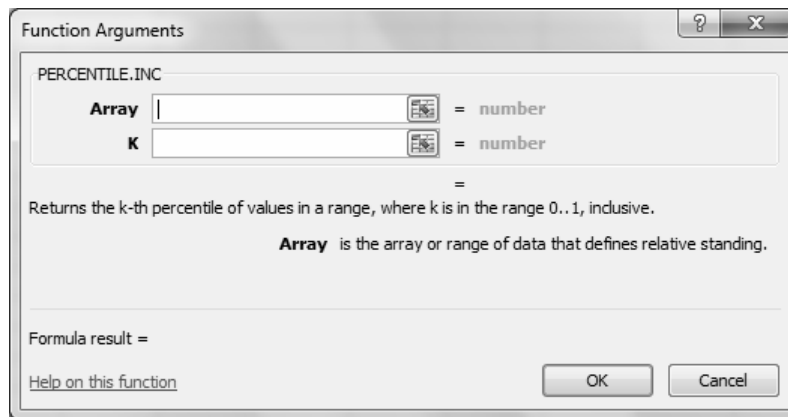 Function Arguments
PERCENTILE.INC
Array = number
K = number
=
Returns the k-th percentile of values in a range, where k is in the range 0..1, inclusive.
Array is the array or range of data that defines relative standing.
Formula result =
Help on this function OK Cancel